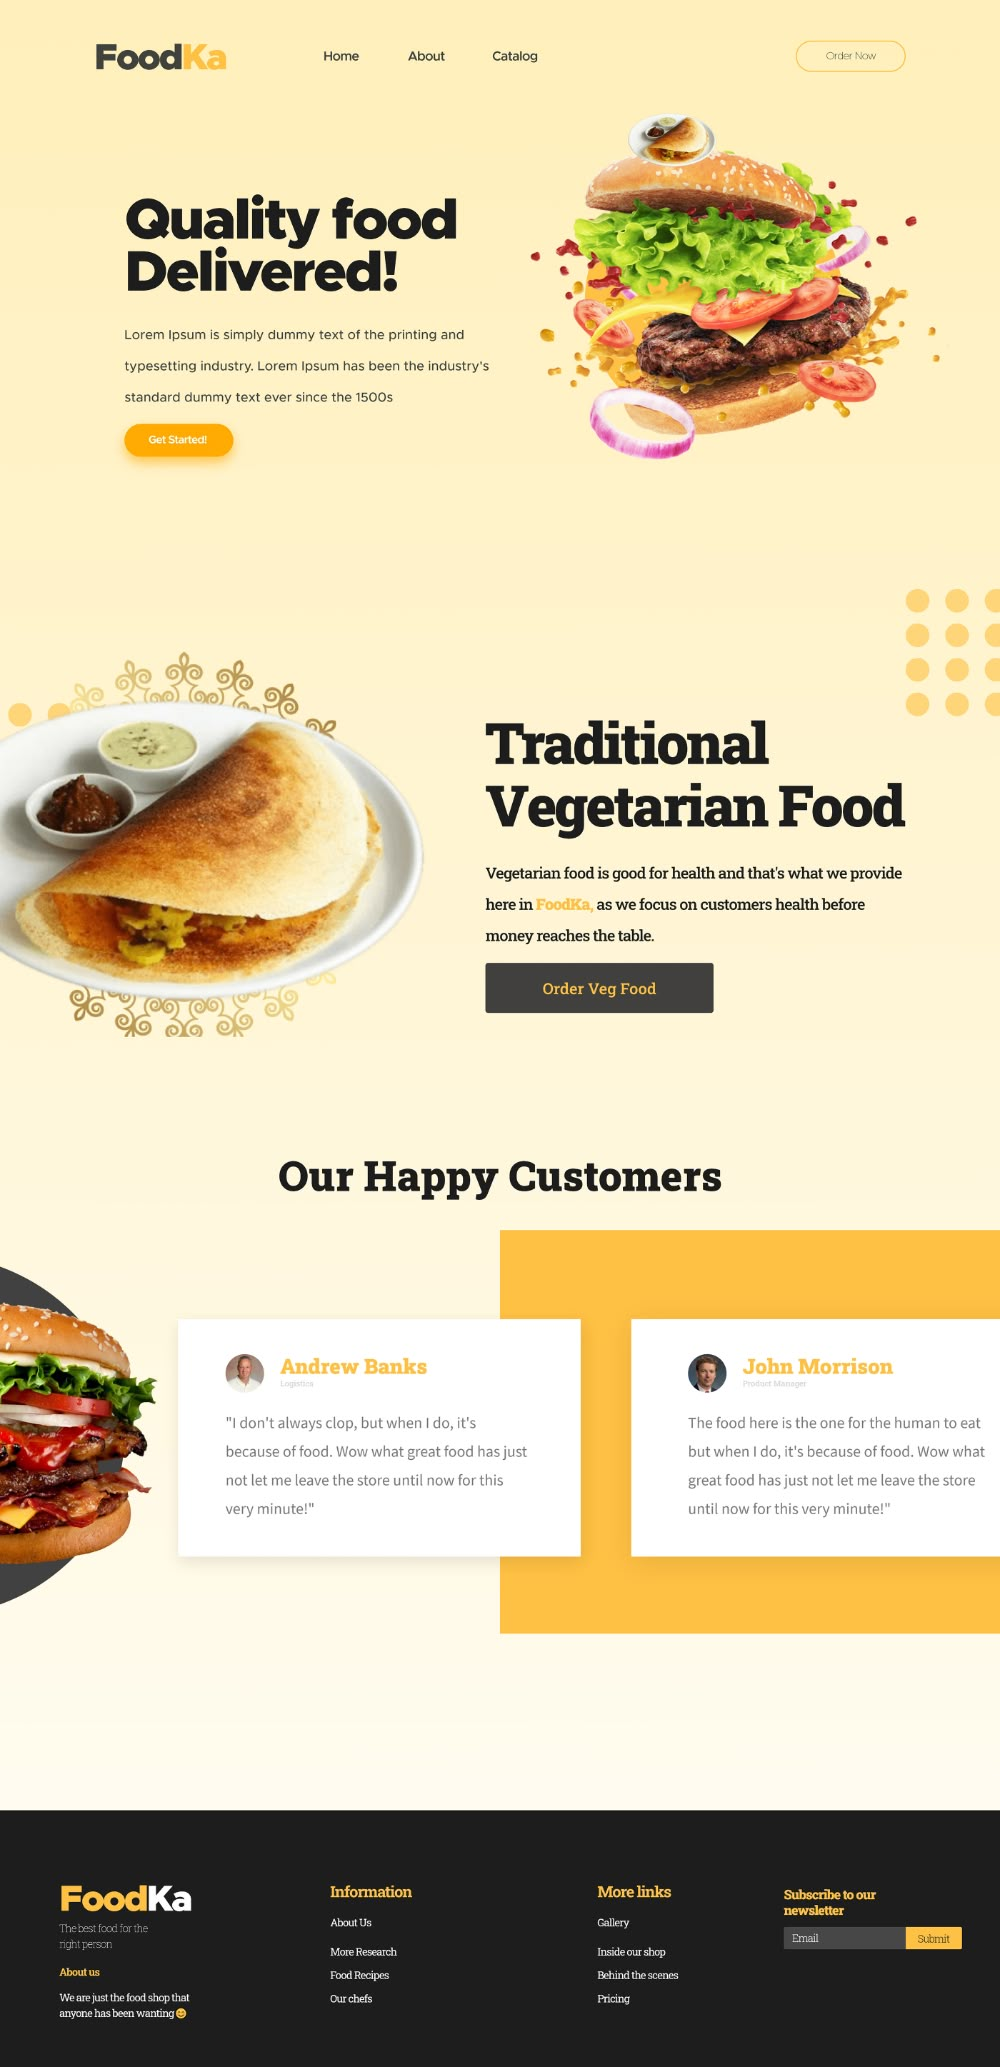 FoodKa
Home About Catalog
Order Now
Quality food
Delivered!
Lorem Ipsum is simply dummy text of the printing and
typesetting industry. Lorem Ipsum has been the industry's
standard dummy text ever since the 1500s
Get Started!
Traditional
Vegetarian Food
Vegetarian food is good for health and that's what we provide
here in FoodKa, as we focus on customers health before
money reaches the table.
Order Veg Food
Our Happy Customers
Andrew Banks
Logistics
"I don't always clop, but when I do, it's
because of food. Wow what great food has just
not let me leave the store until now for this
very minute!"
John Morrison
Product Manager
The food here is the one for the human to eat
but when I do, it's because of food. Wow what
great food has just not let me leave the store
until now for this very minute!"
FoodKa
The best food for the
right person
About us
We are just the food shop that
anyone has been wanting😊
Information
About Us
More Research
Food Recipes
Our chefs
More links
Gallery
Inside our shop
Behind the scenes
Pricing
Subscribe to our
newsletter
Email
Submit